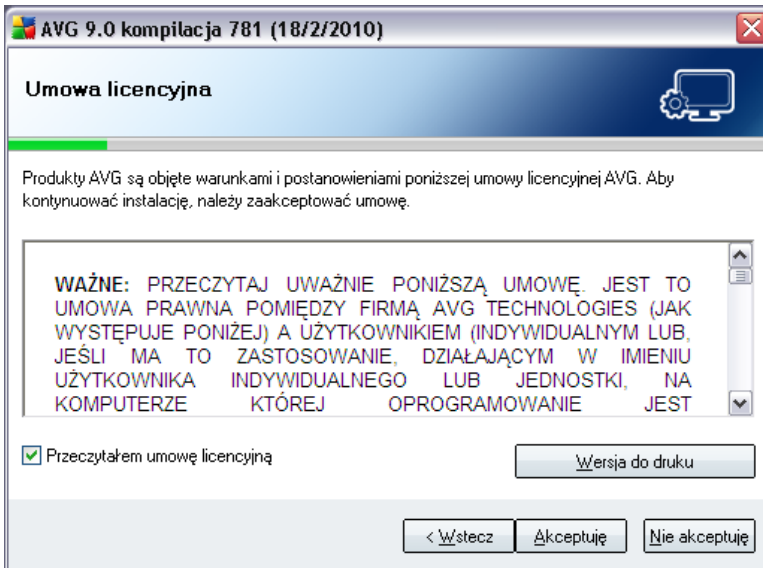 AVG 9.0 kompilacja 781 (18/2/2010)
Umowa licencyjna
Produkty AVG są objęte warunkami i postanowieniami poniższej umowy licencyjnej AVG. Aby
kontynuować instalację, należy zaakceptować umowę.
WAŻNE: PRZECZYTAJ UWAŻNIE PONIŻSZĄ UMOWĘ. JEST TO
UMOWA PRAWNA POMIĘDZY FIRMĄ AVG TECHNOLOGIES (JAK
WYSTĘPUJE PONIŻEJ) A UŻYTKOWNIKIEM (INDYWIDUALNYM LUB,
JEŚLI MA TO ZASTOSOWANIE, DZIAŁAJĄCYM W IMIENIU
UŻYTKOWNIKA INDYWIDUALNEGO LUB JEDNOSTKI, NA
KOMPUTERZE KTÓREJ OPROGRAMOWANIE JEST
Przeczytałem umowę licencyjną
Wersja do druku
< Wstecz
Akceptuję
Nie akceptuję